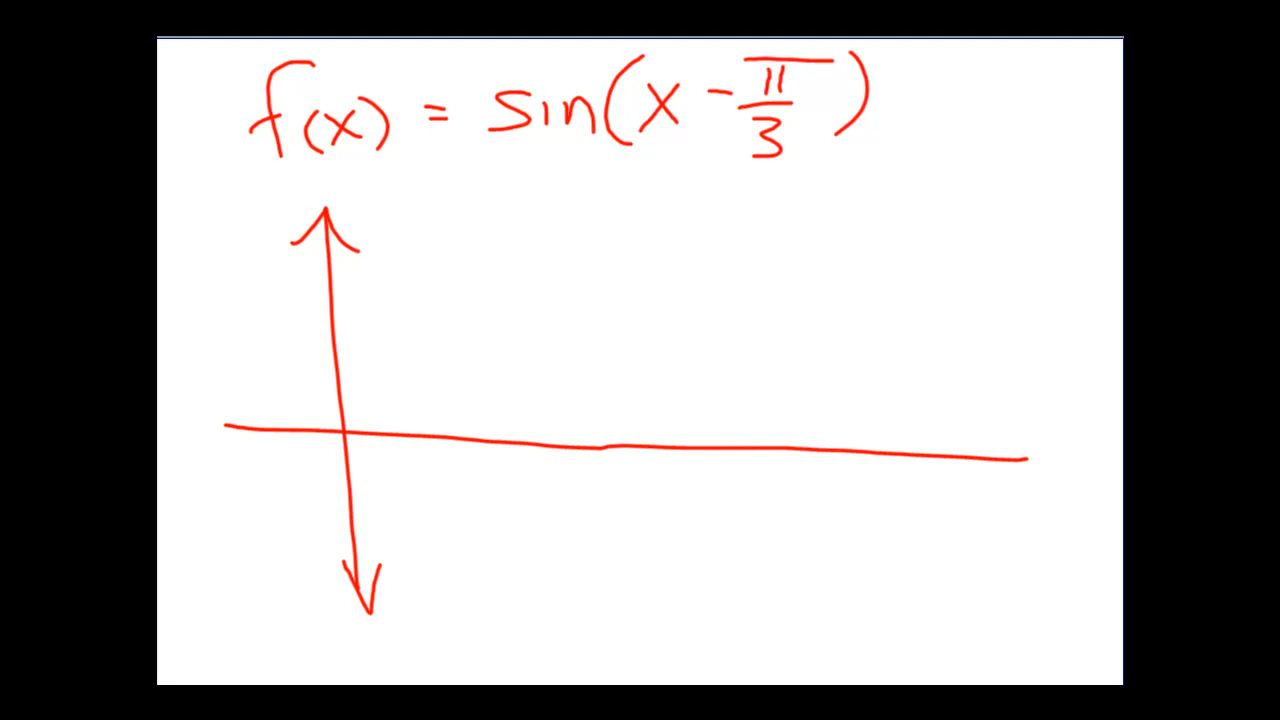 f(x) = sin(x - π/3)